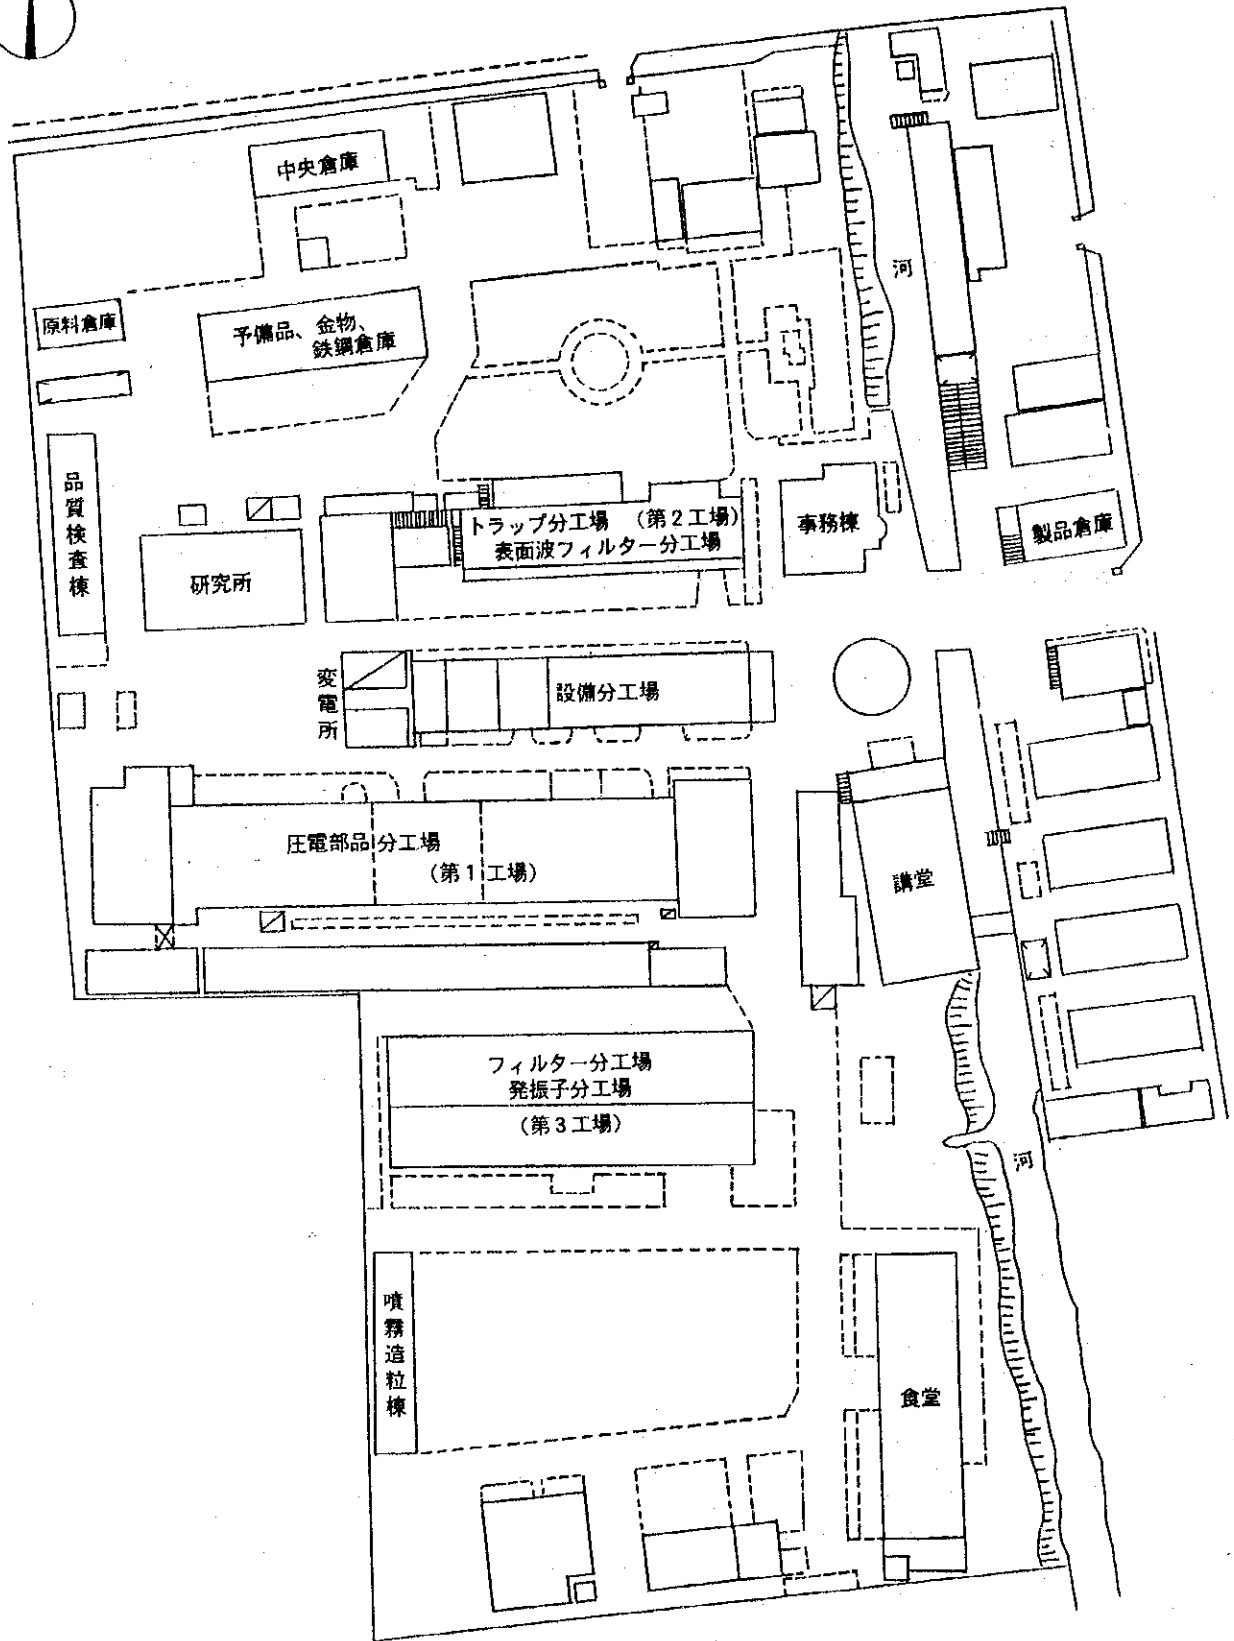 中央倉庫
河
原料倉庫
予備品、金物、
鉄鋼倉庫
品質検査棟
トラップ分工場 (第2工場)
表面波フィルター分工場
事務棟
製品倉庫
研究所
変電所
設備分工場
圧電部品分工場
(第1工場)
講堂
フィルター分工場
発振子分工場
(第3工場)
河
噴霧造粒棟
食堂